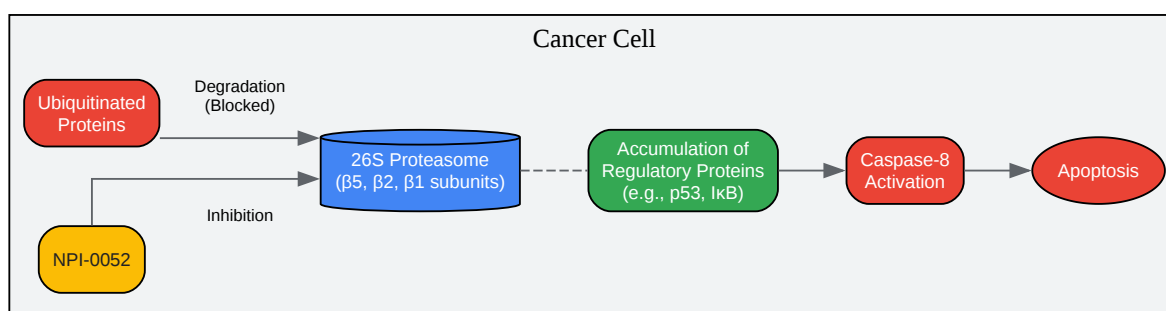 Cancer Cell
Ubiquitinated
Proteins
Degradation
(Blocked)
26S Proteasome
(β5, β2, β1 subunits)
Accumulation of
Regulatory Proteins
(e.g., p53, IκB)
Caspase-8
Activation
Apoptosis
Inhibition
NPI-0052